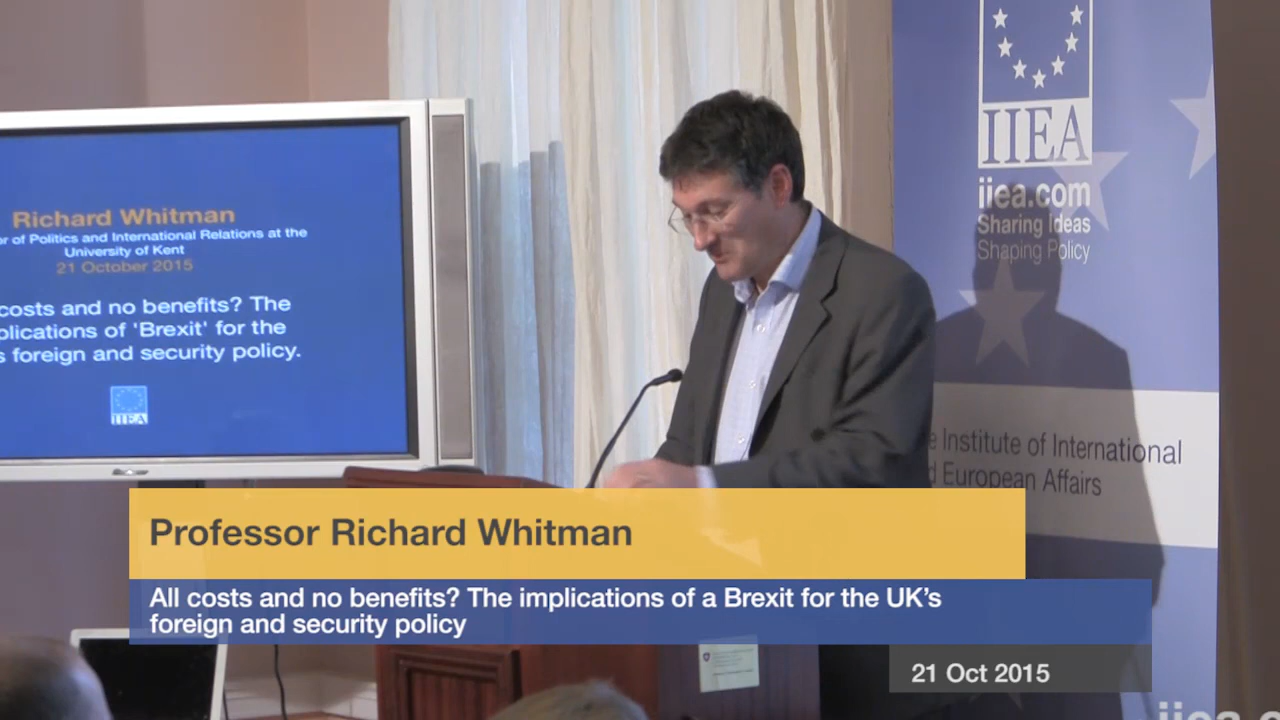 Richard Whitman
of Politics and International Relations at the
University of Kent
21 October 2015
costs and no benefits? The
of 'Brexit' for the
foreign and security policy.
IIEA
IIEA
iiea.com
Sharing Ideas
Shaping Policy
Institute of International
European Affairs
Professor Richard Whitman
All costs and no benefits? The implications of a Brexit for the UK's
foreign and security policy
21 Oct 2015